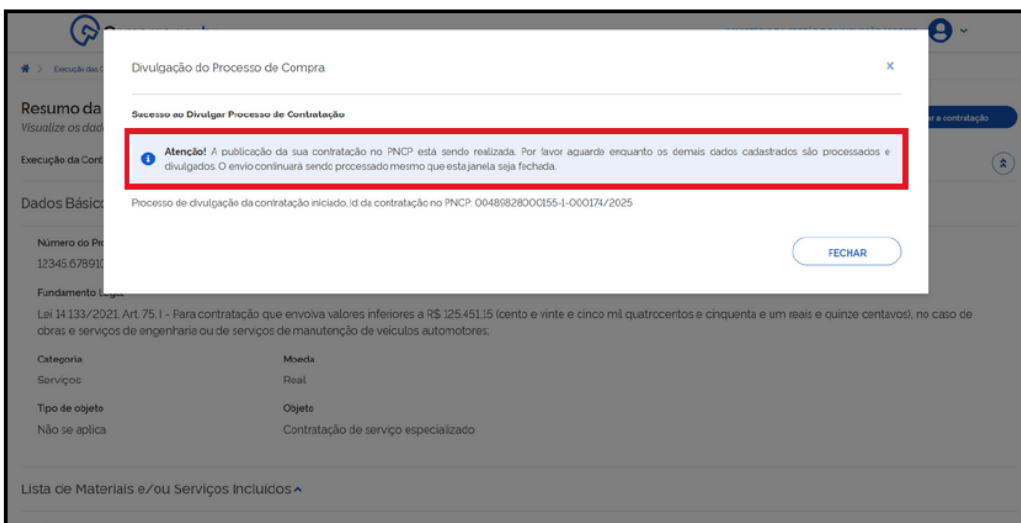 Execução das C
Divulgação do Processo de Compra
x
Resumo da
Visualize os dad
Sucesso ao Divulgar Processo de Contratação
ar a contratação
Execução da Cont
Atenção! A publicação da sua contratação no PNCP está sendo realizada. Por favor aguarde enquanto os demais dados cadastrados são processados e
divulgados. O envio continuará sendo processado mesmo que esta janela seja fechada.
Dados Básico
Processo de divulgação da contratação iniciado. Id da contratação no PNCP: 00489828000155-1-000174/2025
Número do Pro
12345.678910
FECHAR
Fundamento Legal
Lei 14.133/2021, Art. 75, I - Para contratação que envolva valores inferiores a R$ 125.451,15 (cento e vinte e cinco mil quatrocentos e cinquenta e um reais e quinze centavos), no caso de
obras e serviços de engenharia ou de serviços de manutenção de veículos automotores;
Categoria Moeda
Serviços Real
Tipo de objeto Objeto
Não se aplica Contratação de serviço especializado
Lista de Materiais e/ou Serviços Incluídos